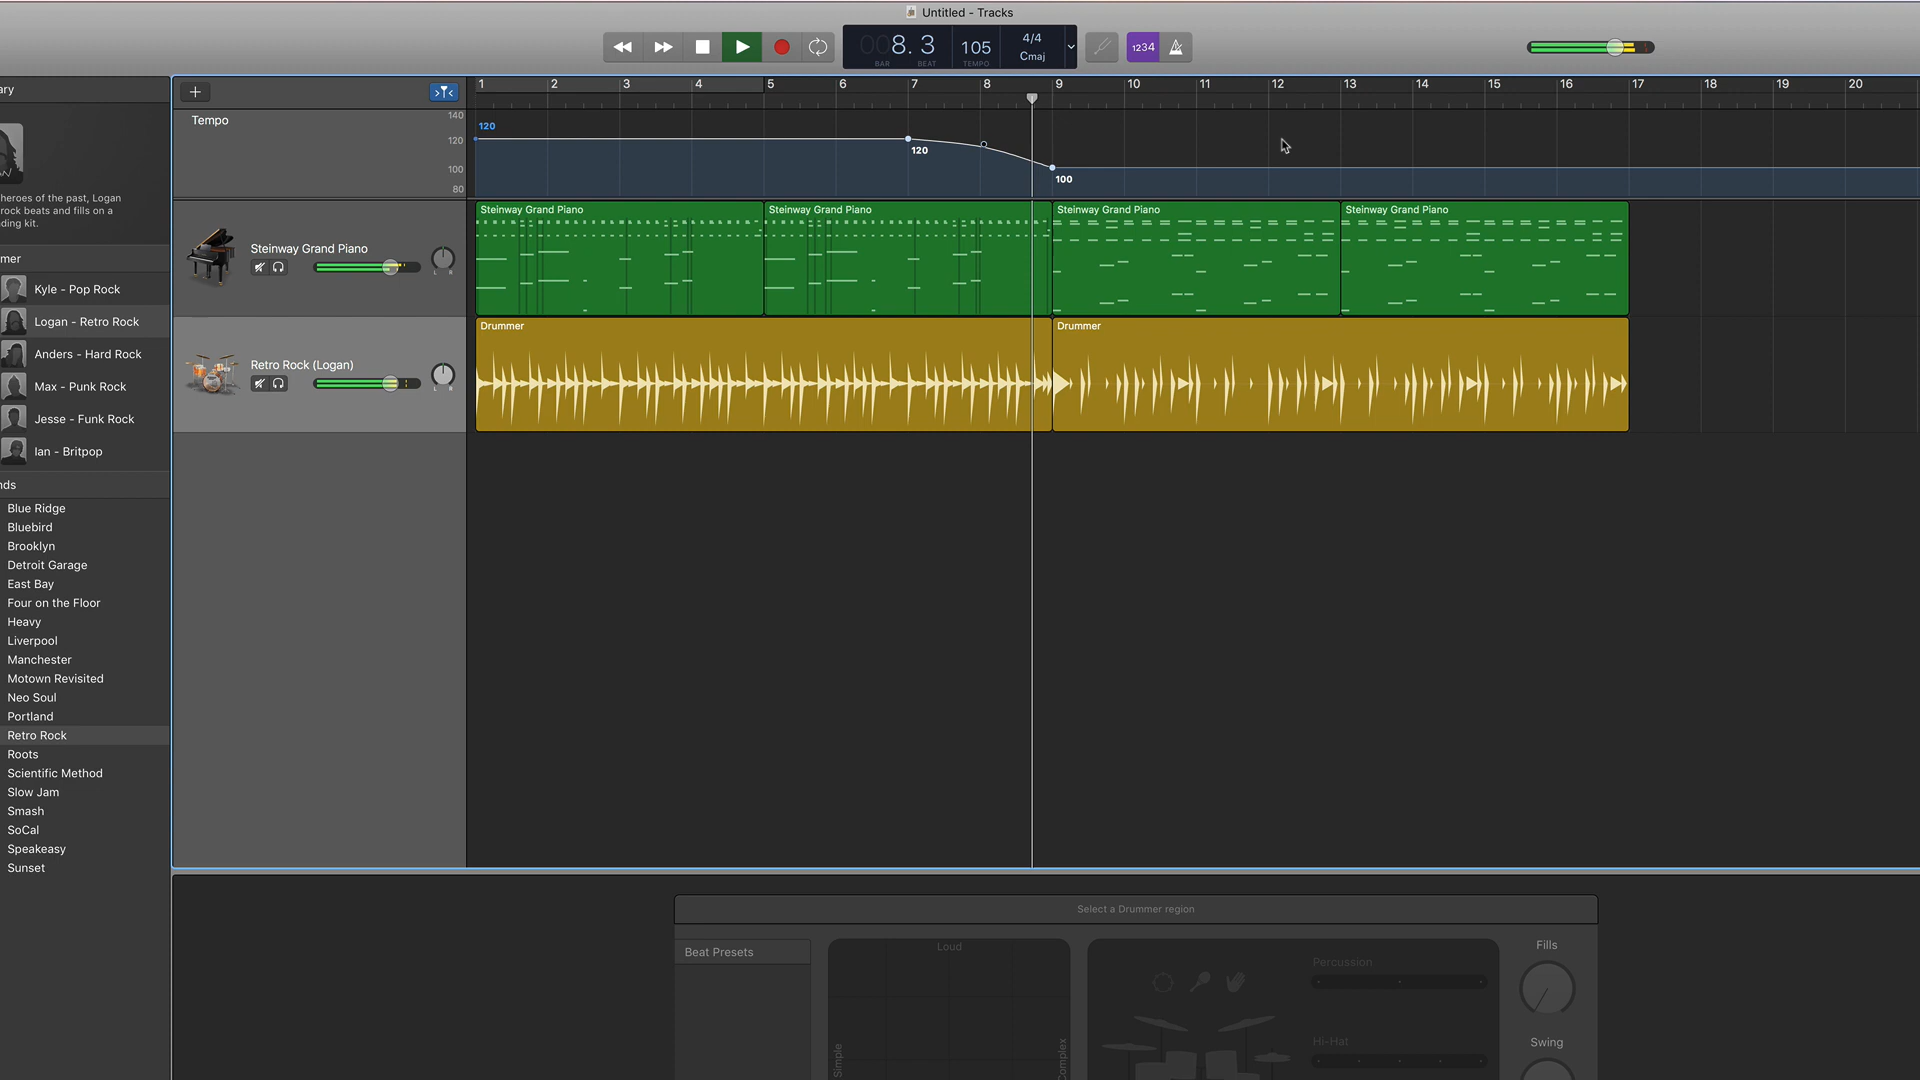 Untitled - Tracks
008. 3
BAR
BEAT
105
TEMPO
4/4
Cmaj
1234
ary
heroes of the past, Logan
rock beats and fills on a
ding kit.
mer
Kyle - Pop Rock
Logan - Retro Rock
Anders - Hard Rock
Max - Punk Rock
Jesse - Funk Rock
Ian - Britpop
nds
Blue Ridge
Bluebird
Brooklyn
Detroit Garage
East Bay
Four on the Floor
Heavy
Liverpool
Manchester
Motown Revisited
Neo Soul
Portland
Retro Rock
Roots
Scientific Method
Slow Jam
Smash
SoCal
Speakeasy
Sunset
1 2 3 4 5 6 7 8 9 10 11 12 13 14 15 16 17 18 19 20
Tempo
140
120
100
80
120
120
100
Steinway Grand Piano
L R
Steinway Grand Piano
Steinway Grand Piano
Steinway Grand Piano
Steinway Grand Piano
Retro Rock (Logan)
L R
Drummer
Drummer
Select a Drummer region
Beat Presets
Loud
Simple
Complex
Percussion
Hi-Hat
Fills
Swing